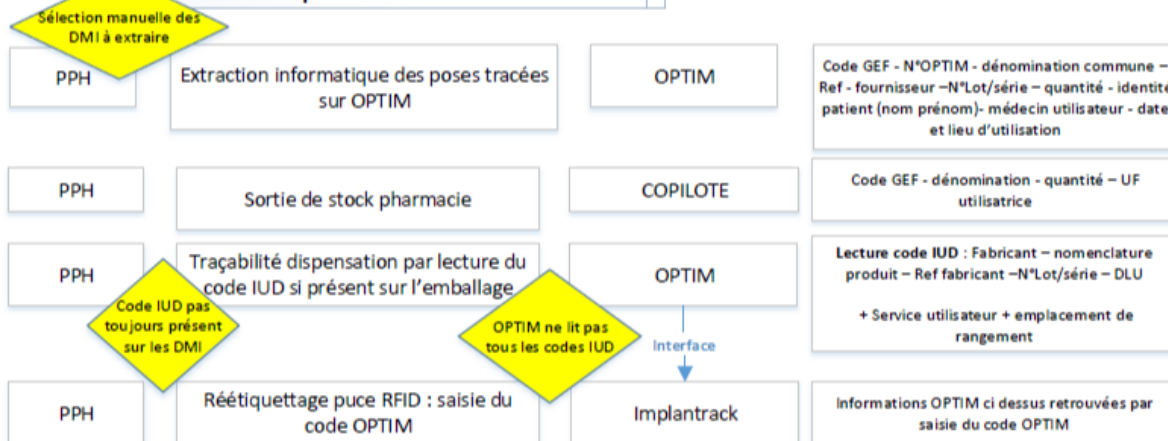 Sélection manuelle des
DMI à extraire
PPH
Extraction informatique des poses tracées
sur OPTIM
OPTIM
Code GEF - N°OPTIM - dénomination commune –
Ref - fournisseur –N°Lot/série – quantité - identité
patient (nom prénom)- médecin utilisateur - date
et lieu d'utilisation
PPH
Sortie de stock pharmacie
COPILOTE
Code GEF - dénomination - quantité – UF
utilisatrice
PPH
Traçabilité dispensation par lecture du
code IUD si présent sur l'emballage
OPTIM
Lecture code IUD : Fabricant – nomenclature
produit – Ref fabricant –N°Lot/série – DLU
+ Service utilisateur + emplacement de
rangement
Code IUD pas
toujours présent
sur les DMI
OPTIM ne lit pas
tous les codes IUD
Interface
PPH
Réétiquettage puce RFID : saisie du
code OPTIM
Implantrack
Informations OPTIM ci dessus retrouvées par
saisie du code OPTIM